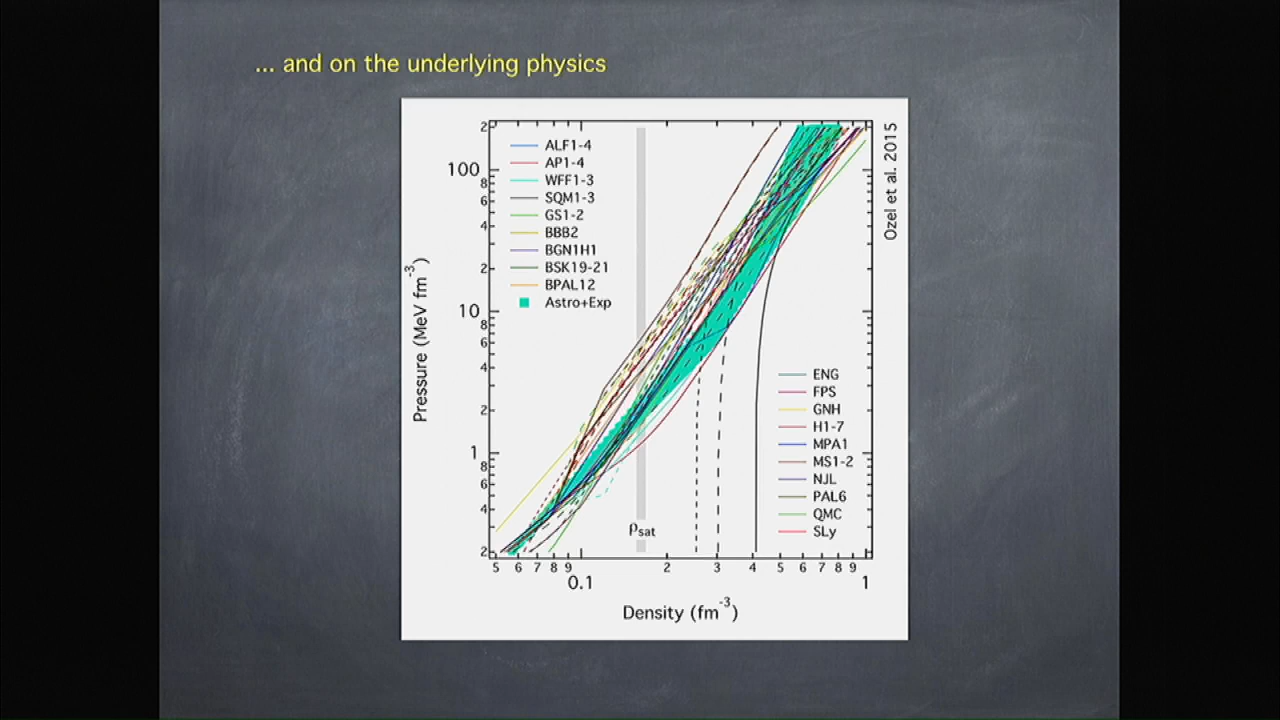 ... and on the underlying physics
Ozel et al. 2015
ALF1-4
AP1-4
WFF1-3
SQM1-3
GS1-2
BBB2
BGN1H1
BSK19-21
BPAL12
Astro+Exp
ENG
FPS
GNH
H1-7
MPA1
MS1-2
NJL
PAL6
QMC
SLy
ρsat
Pressure (MeV fm⁻³)
2
100
8
6
4
2
10
8
6
4
2
1
8
6
4
2
5 6 7 8 9 2 3 4 5 6 7 8 9
0.1 1
Density (fm⁻³)